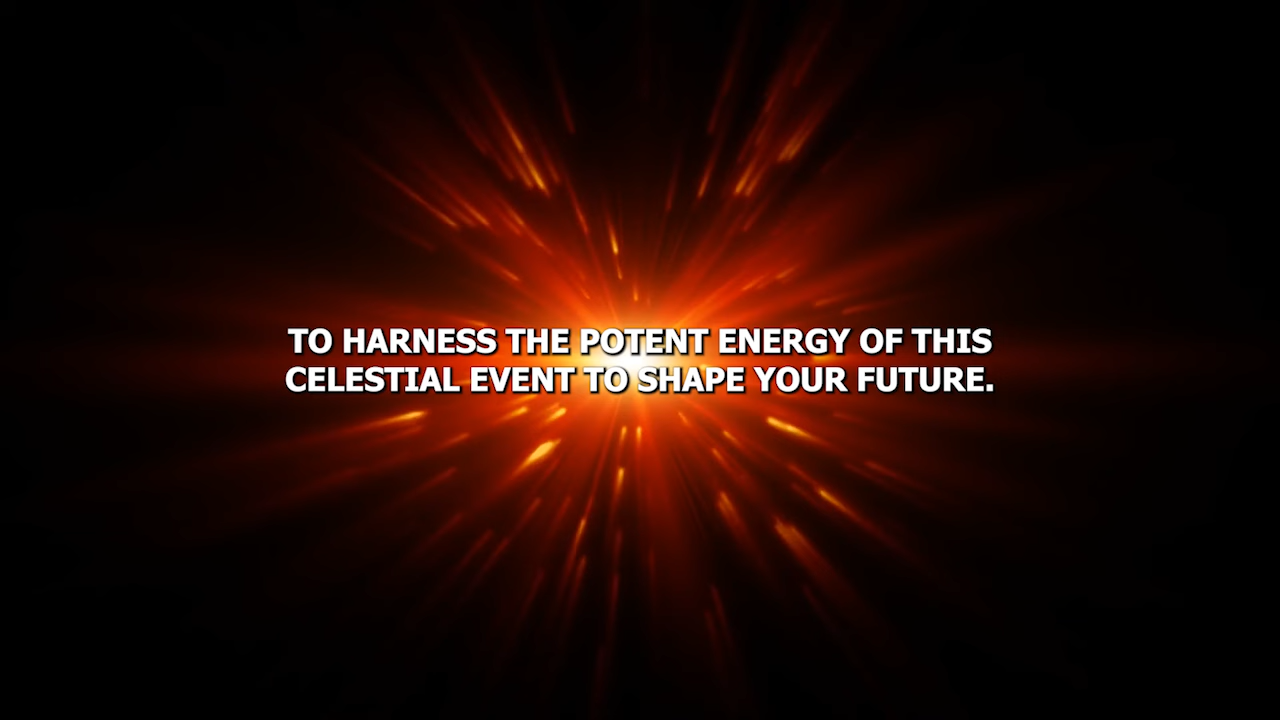 TO HARNESS THE POTENT ENERGY OF THIS
CELESTIAL EVENT TO SHAPE YOUR FUTURE.